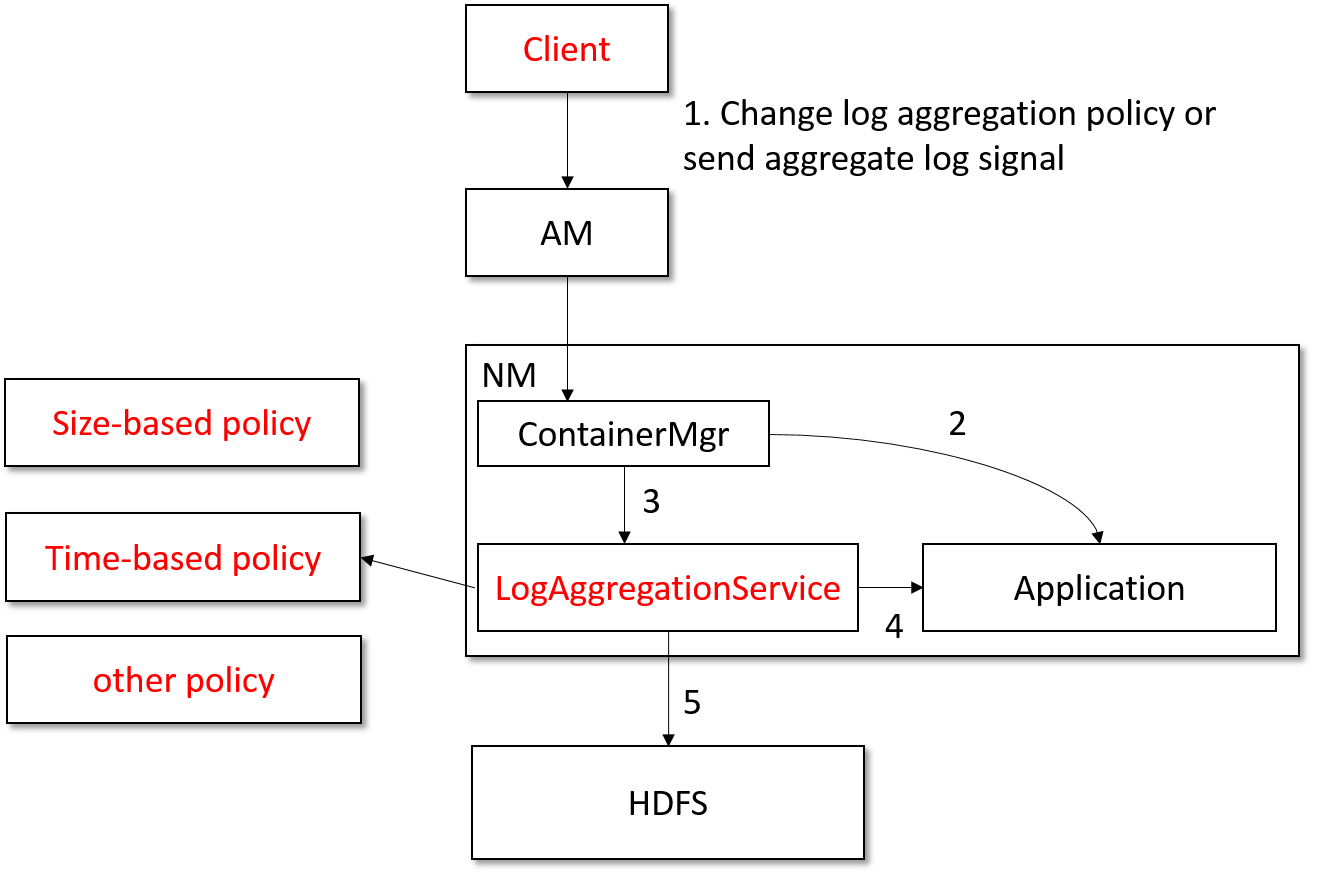 Client
1. Change log aggregation policy or
send aggregate log signal
AM
NM
Size-based policy
ContainerMgr
2
3
Time-based policy
LogAggregationService
Application
4
other policy
5
HDFS